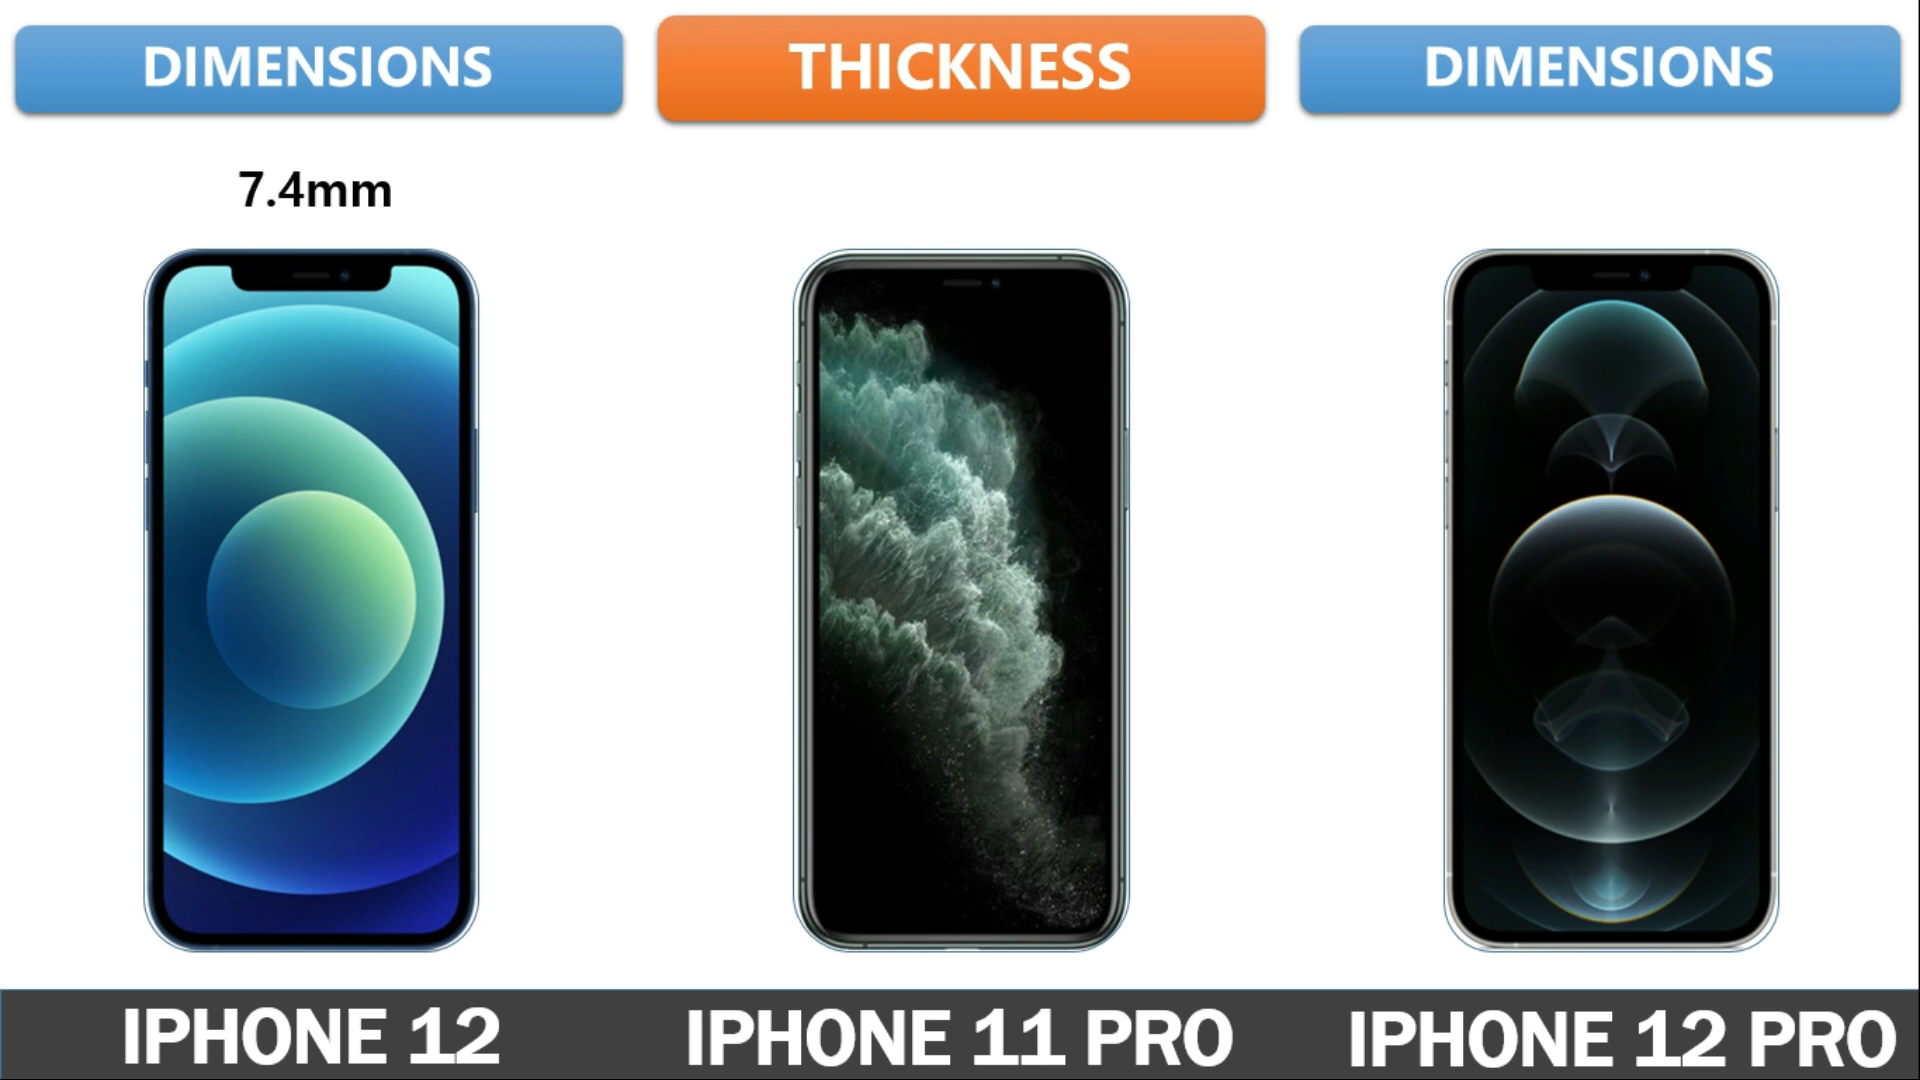 DIMENSIONS
THICKNESS
DIMENSIONS
7.4mm
IPHONE 12
IPHONE 11 PRO
IPHONE 12 PRO